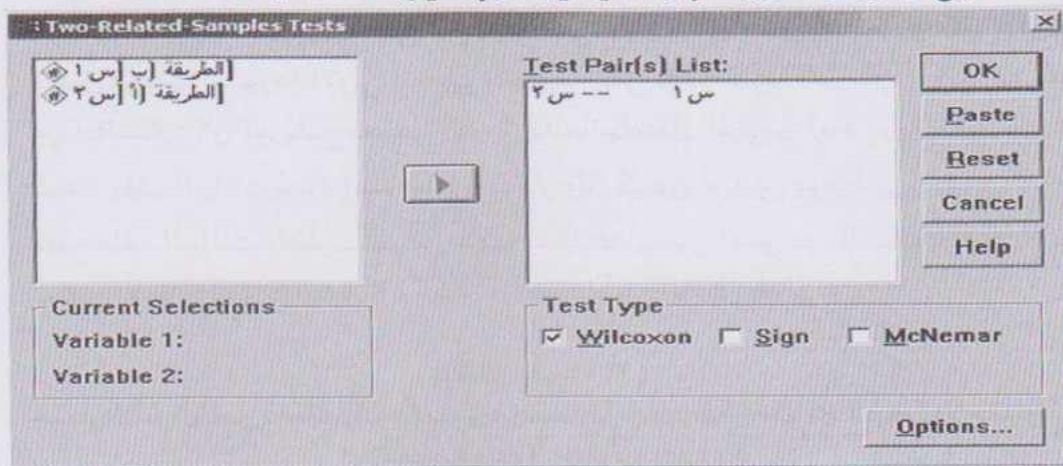 : Two-Related-Samples Tests
الطريقة (ب [س ١]
الطريقة (أ [س ٢]
Test Pair(s) List:
س ١ -- س ٢
OK
Paste
Reset
Cancel
Help
Current Selections
Variable 1:
Variable 2:
Test Type
Wilcoxon
Sign
McNemar
Options...